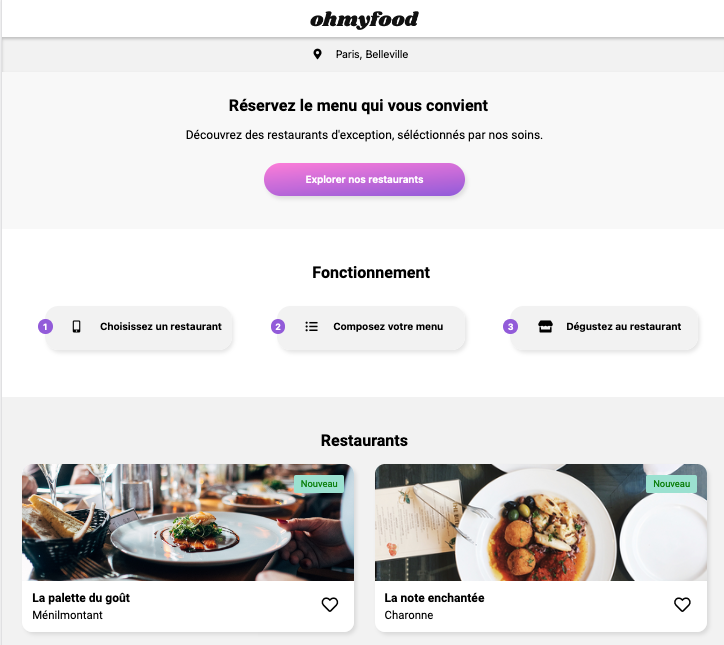 ohmyfood
Paris, Belleville
Réservez le menu qui vous convient
Découvrez des restaurants d'exception, séléctionnés par nos soins.
Explorer nos restaurants
Fonctionnement
1 Choisissez un restaurant
2 Composez votre menu
3 Dégustez au restaurant
Restaurants
Nouveau
La palette du goût
Ménilmontant
Nouveau
La note enchantée
Charonne